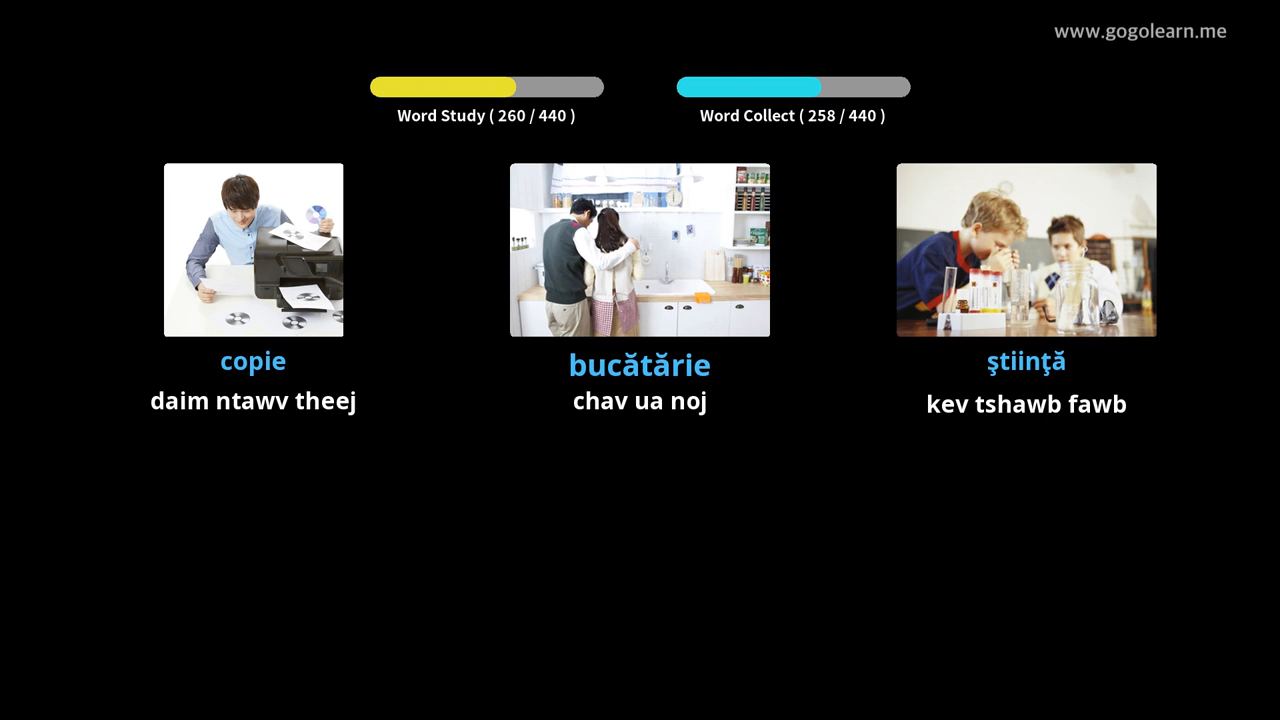 www.gogolearn.me
Word Study ( 260 / 440 )
Word Collect ( 258 / 440 )
copie
bucătărie
ştiinţă
daim ntawv theej
chav ua noj
kev tshawb fawb